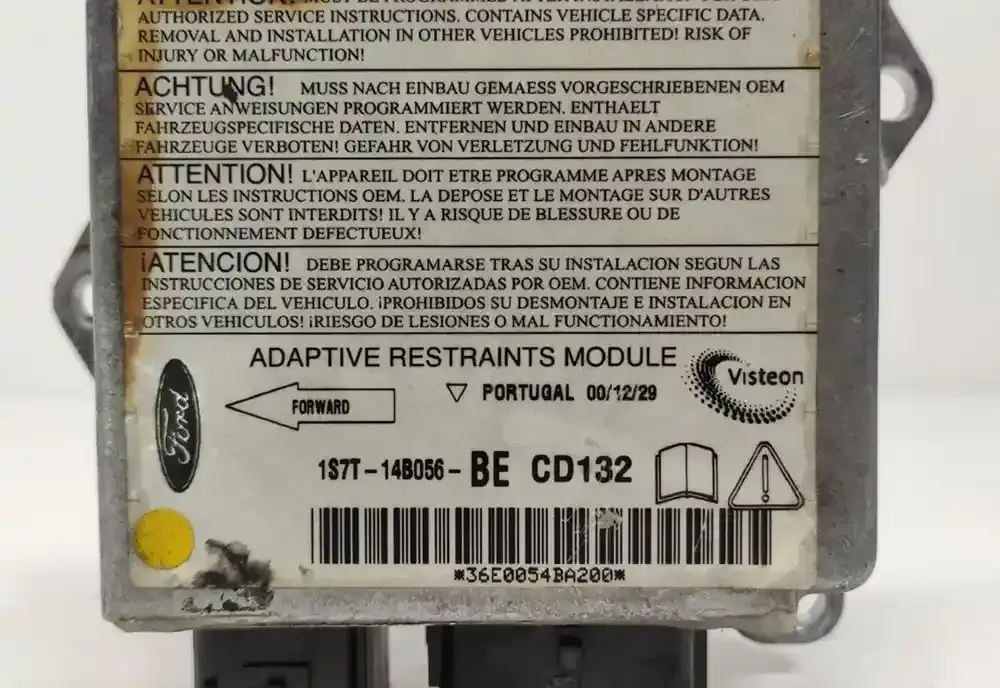 AUTHORIZED SERVICE INSTRUCTIONS. CONTAINS VEHICLE SPECIFIC DATA.
REMOVAL AND INSTALLATION IN OTHER VEHICLES PROHIBITED! RISK OF
INJURY OR MALFUNCTION!
ACHTUNG! MUSS NACH EINBAU GEMAESS VORGESCHRIEBENEN OEM
SERVICE ANWEISUNGEN PROGRAMMIERT WERDEN. ENTHAELT
FAHRZEUGSPECIFISCHE DATEN. ENTFERNEN UND EINBAU IN ANDERE
FAHRZEUGE VERBOTEN! GEFAHR VON VERLETZUNG UND FEHLFUNKTION!
ATTENTION! L'APPAREIL DOIT ETRE PROGRAMME APRES MONTAGE
SELON LES INSTRUCTIONS OEM. LA DEPOSE ET LE MONTAGE SUR D'AUTRES
VEHICULES SONT INTERDITS! IL Y A RISQUE DE BLESSURE OU DE
FONCTIONNEMENT DEFECTUEUX!
¡ATENCION! DEBE PROGRAMARSE TRAS SU INSTALACION SEGUN LAS
INSTRUCCIONES DE SERVICIO AUTORIZADAS POR OEM. CONTIENE INFORMACION
ESPECIFICA DEL VEHICULO. ¡PROHIBIDOS SU DESMONTAJE E INSTALACION EN
OTROS VEHICULOS! ¡RIESGO DE LESIONES O MAL FUNCTIONAMIENTO!
ADAPTIVE RESTRAINTS MODULE
Visteon
PORTUGAL 00/12/29
Ford
FORWARD
1S7T-14B056-BE CD132
*36E0054BA200*